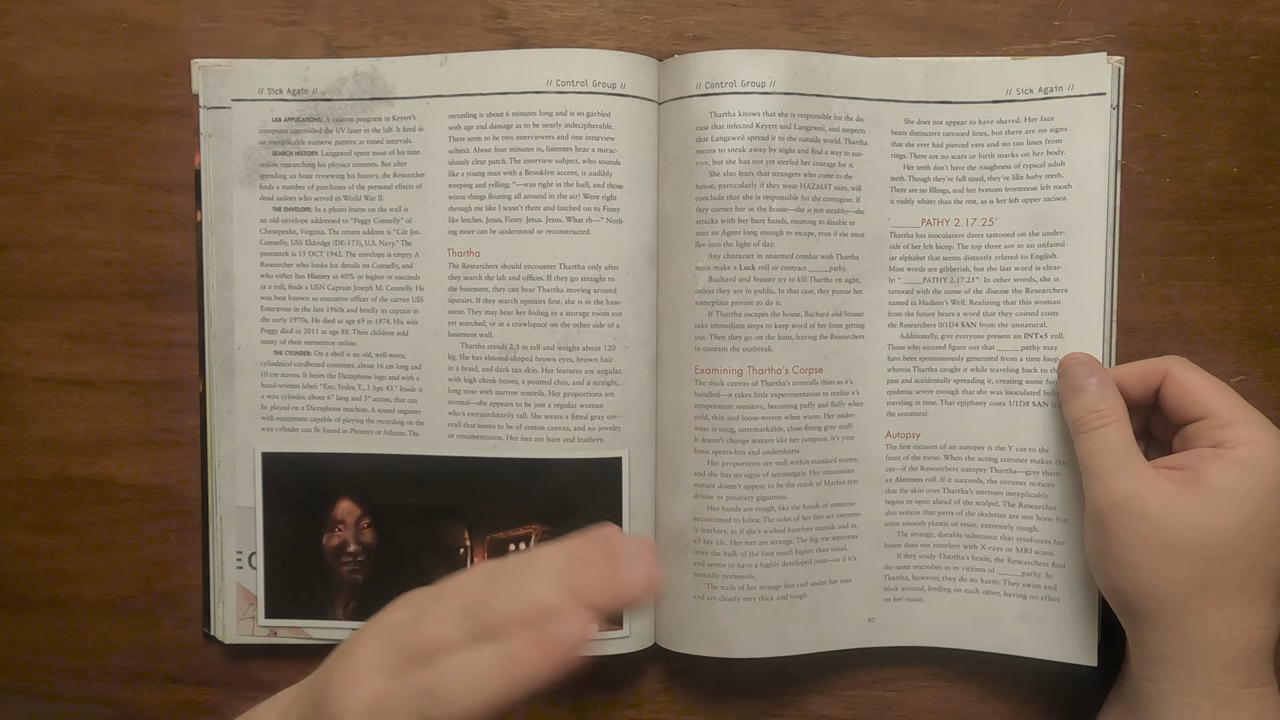 // Sick Again //
// Control Group //
LAB APPLICATIONS: A custom program in Keyert's
computer controlled the UV laser in the lab. It fired in
an inexplicable numeric pattern at timed intervals.
SEARCH HISTORY: Langsweil spent most of his time
online researching his physics interests. But after
spending an hour reviewing his history, the Researcher
finds a number of purchases of the personal effects of
dead sailors who served in World War II.
THE ENVELOPE: In a photo frame on the wall is
an old envelope addressed to "Peggy Connelly" of
Chesapeake, Virginia. The return address is "Cdr Jos.
Connelly, USS Eldridge (DE-173), U.S. Navy." The
postmark is 15 OCT 1942. The envelope is empty. A
Researcher who looks for details on Connelly, and
who either has History at 40% or higher or succeeds
at a roll, finds a USN Captain Joseph M. Connelly. He
was best known as executive officer of the carrier USS
Enterprise in the late 1960s and briefly its captain in
the early 1970s. He died at age 69 in 1974. His wife
Peggy died in 2011 at age 88. Their children sold
many of their mementos online.
THE CYLINDER: On a shelf is an old, well-worn,
cylindrical cardboard container, about 16 cm long and
10 cm across. It bears the Dictaphone logo and with a
hand-written label: "Em. Yesley, T., 3 Apr. 43." Inside is
a wax cylinder, about 6" long and 3" across, that can
be played on a Dictaphone machine. A sound engineer
with equipment capable of playing the recording on the
wax cylinder can be found in Phoenix or Atlanta. The
recording is about 6 minutes long and is so garbled
with age and damage as to be nearly indecipherable.
There seem to be two interviewers and one interview
subject. About four minutes in, listeners hear a mirac-
ulously clear patch. The interview subject, who sounds
like a young man with a Brooklyn accent, is audibly
weeping and yelling: "—was right in the hull, and those
worm things floating all around in the air! Went right
through me like I wasn't there and latched on to Finny
like leeches. Jesus, Finny. Jesus. Jesus. What th—" Noth-
ing more can be understood or reconstructed.
Thartha
The Researchers should encounter Thartha only after
they search the lab and offices. If they go straight to
the basement, they can hear Thartha moving around
upstairs. If they search upstairs first, she is in the base-
ment. They may hear her hiding in a storage room not
yet searched, or in a crawlspace on the other side of a
basement wall.
Thartha stands 2.3 m tall and weighs about 120
kg. She has almond-shaped brown eyes, brown hair
in a braid, and dark tan skin. Her features are angular,
with high cheek-bones, a pointed chin, and a straight,
long nose with narrow nostrils. Her proportions are
normal—she appears to be just a regular woman
who's extraordinarily tall. She wears a fitted gray cov-
erall that seems to be of cotton canvas, and no jewelry
or ornamentation. Her feet are bare and leathery.
// Control Group //
// Sick Again //
Thartha knows that she is responsible for the dis-
ease that infected Keyert and Langsweil, and suspects
that Langsweil spread it to the outside world. Thartha
means to sneak away by night and find a way to sur-
vive, but she has not yet steeled her courage for it.
She also fears that strangers who come to the
house, particularly if they wear HAZMAT suits, will
conclude that she is responsible for the contagion. If
they corner her in the house—she is not stealthy—she
attacks with her bare hands, meaning to disable or
stun an Agent long enough to escape, even if she must
flee into the light of day.
Any character in unarmed combat with Thartha
must make a Luck roll or contract _____pathy.
Buchard and Stusser try to kill Thartha on sight,
unless they are in public. In that case, they pursue her
someplace private to do it.
If Thartha escapes the house, Buchard and Stusser
take immediate steps to keep word of her from getting
out. Then they go on the hunt, leaving the Researchers
to contain the outbreak.
Examining Thartha's Corpse
The thick canvas of Thartha's coveralls thins as it's
handled—it takes little experimentation to realize it's
temperature sensitive, becoming puffy and fluffy when
cold, thin and loose-woven when warm. Her under-
wear is snug, unremarkable, close-fitting gray stuff.
It doesn't change texture like her jumpsuit. It's your
basic sports-bra and undershorts.
Her proportions are well within standard norms,
and she has no signs of acromegaly. Her amazonian
stature doesn't appear to be the result of Marfan syn-
drome or pituitary gigantism.
Her hands are rough, like the hands of someone
accustomed to labor. The soles of her feet are extreme-
ly leathery, as if she's walked barefoot outside and in,
all her life. Her feet are strange. The big toe separates
from the bulk of the foot much higher than usual,
and seems to have a highly developed joint—as if it's
partially prehensile.
The nails of her strange feet curl under her toes
and are clearly very thick and tough.
She does not appear to have shaved. Her face
bears distinctive tattooed lines, but there are no signs
that she ever had pierced ears and no tan lines from
rings. There are no scars or birth marks on her body.
Her teeth don't have the roughness of typical adult
teeth. Though they're full sized, they're like baby teeth.
There are no fillings, and her bottom frontmost left tooth
is visibly whiter than the rest, as is her left upper incisor.
'_____PATHY 2.17.25'
Thartha has inoculation dates tattooed on the under-
side of her left bicep: The top three are in an unfamil-
iar alphabet that seems distantly related to English.
Most words are gibberish, but the last word is clear-
ly: "_____PATHY 2.17.25". In other words, she is
tattooed with the name of the disease the Researchers
named in Hudson's Well. Realizing that this woman
from the future bears a word that they coined costs
the Researchers 0/1D4 SAN from the unnatural.
Additionally, give everyone present an INT×5 roll.
Those who succeed figure out that _____pathy may
have been spontaneously generated from a time loop,
wherein Thartha caught it while traveling back to the
past and accidentally spreading it, creating some
epidemic severe enough that she was inoculated
traveling in time. That epiphany costs 1/1D8 SAN
the unnatural.
Autopsy
The first incision of an autopsy is the Y cut to the
front of the torso. When the acting coroner makes this
cut—if the Researchers autopsy Thartha—give them
an Alertness roll. If it succeeds, the coroner notices
that the skin over Thartha's sternum inexplicably
begins to open ahead of the scalpel. The Researcher
also notices that parts of the skeleton are not bone but
some smooth plastic or resin, extremely tough.
The strange, durable substance that reinforces her
bones does not interfere with X-rays or MRI scans.
If they study Thartha's brain, the Researchers find
the same microbes as in victims of _____pathy. In
Thartha, however, they do no harm. They swim and
blink around, feeding on each other, having no effect
on her tissue.
97